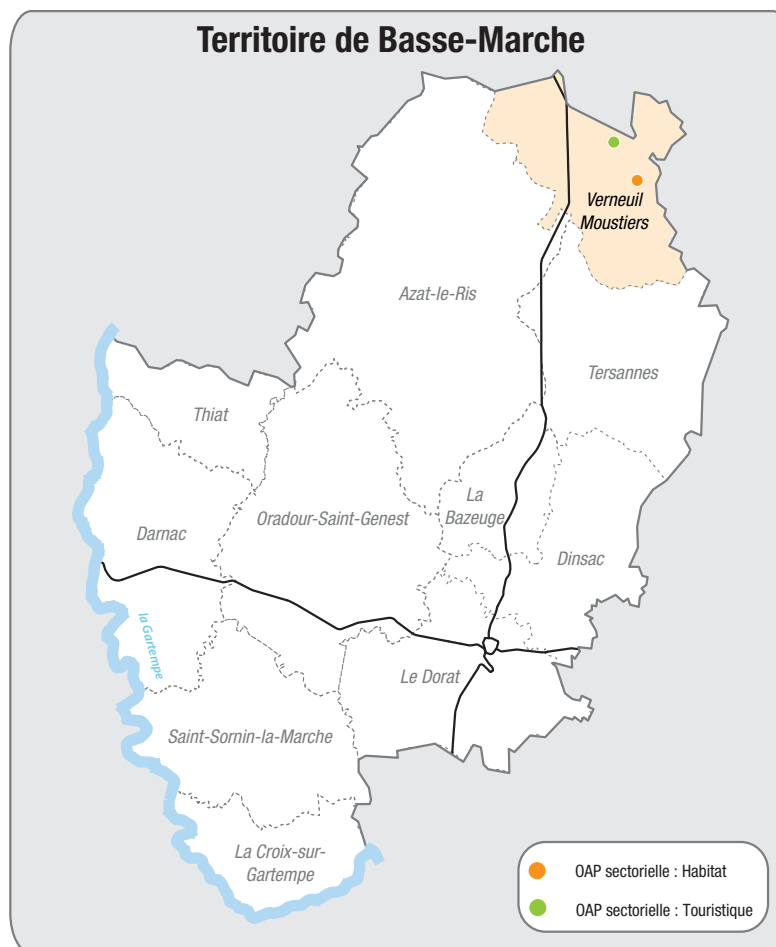 Territoire de Basse-Marche
Verneuil
Moustiers
Azat-le-Ris
Tersannes
Thiat
La
Bazeuge
Oradour-Saint-Genest
Darnac
Dinsac
la Gartempe
Le Dorat
Saint-Sornin-la-Marche
La Croix-sur-
Gartempe
OAP sectorielle : Habitat
OAP sectorielle : Touristique